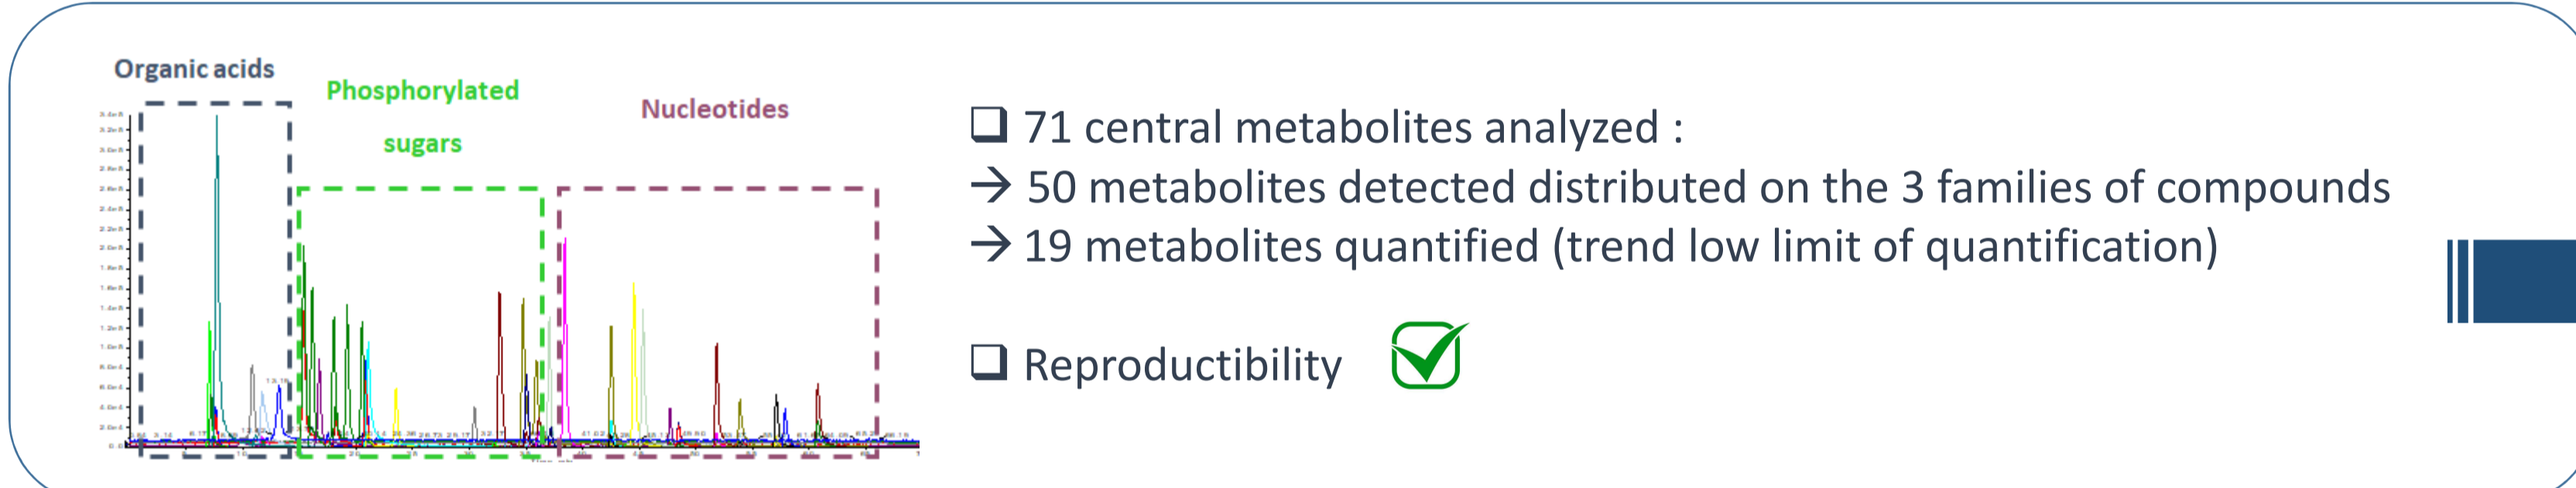 Organic acids
Phosphorylated
sugars
Nucleotides
❑ 71 central metabolites analyzed :
→ 50 metabolites detected distributed on the 3 families of compounds
→ 19 metabolites quantified (trend low limit of quantification)
❑ Reproductibility